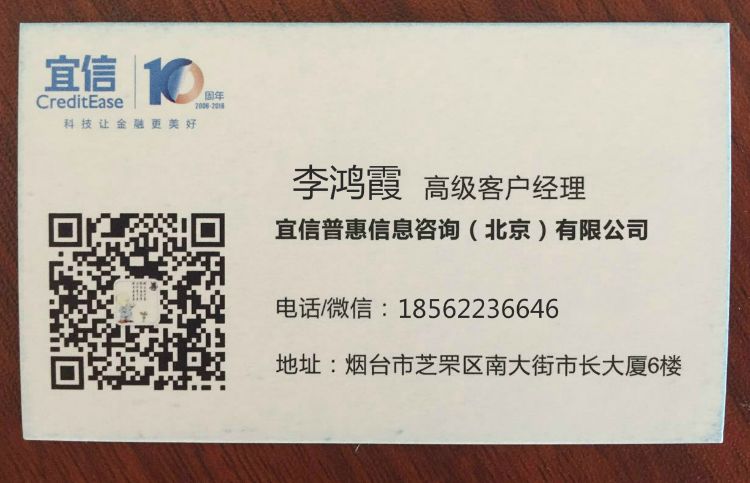 宜信 10 周年
CreditEase 2006-2016
科技让金融更美好
李鸿霞 高级客户经理
宜信普惠信息咨询（北京）有限公司
电话/微信：18562236646
地址：烟台市芝罘区南大街市长大厦6楼